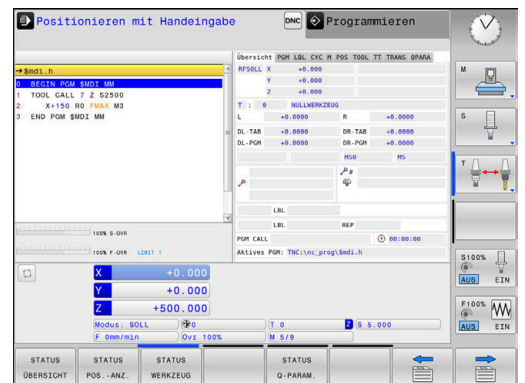 Positionieren mit Handeingabe
DNC
Programmieren
→$mdi.h
0 BEGIN PGM $MDI MM
1 TOOL CALL 7 Z S2500
2 X+150 R0 FMAX M3
3 END PGM $MDI MM
100% S-OVR
100% F-OVR LIMIT 1
Übersicht PGM LBL CYC M POS TOOL TT TRANS QPARA
RFSOLL X +0.000
Y +0.000
Z +0.000
T : 0 NULLWERKZEUG
L +0.0000 R +0.0000
DL-TAB +0.0000 DR-TAB +0.0000
DL-PGM +0.0000 DR-PGM +0.0000
M50 M5
P#
LBL
LBL REP
PGM CALL 00:00:00
Aktives PGM: TNC:\nc_prog\$mdi.h
X +0.000
Y +0.000
Z +500.000
Modus: SOLL 0 T 0 Z S 5.000
F 0mm/min Ovr 100% M 5/9
M
S
T
S100%
AUS EIN
F100%
AUS EIN
STATUS ÜBERSICHT
STATUS POS.-ANZ.
STATUS WERKZEUG
STATUS Q-PARAM.